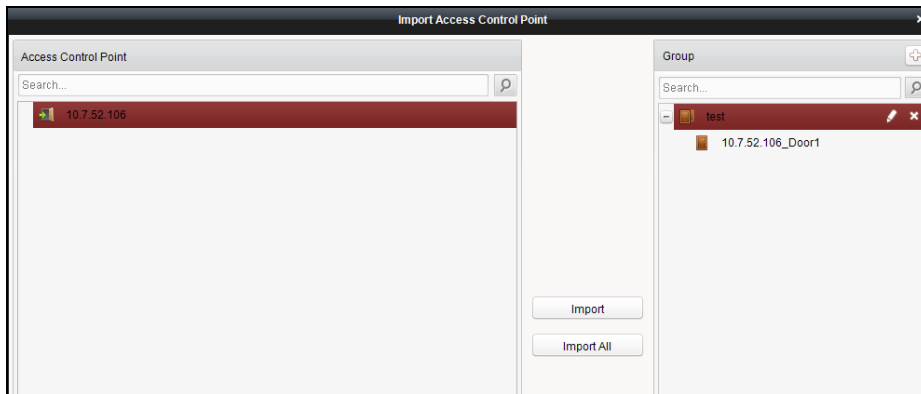 Import Access Control Point
Access Control Point
Search...
10.7.52.106
Import
Import All
Group
Search...
test
10.7.52.106_Door1